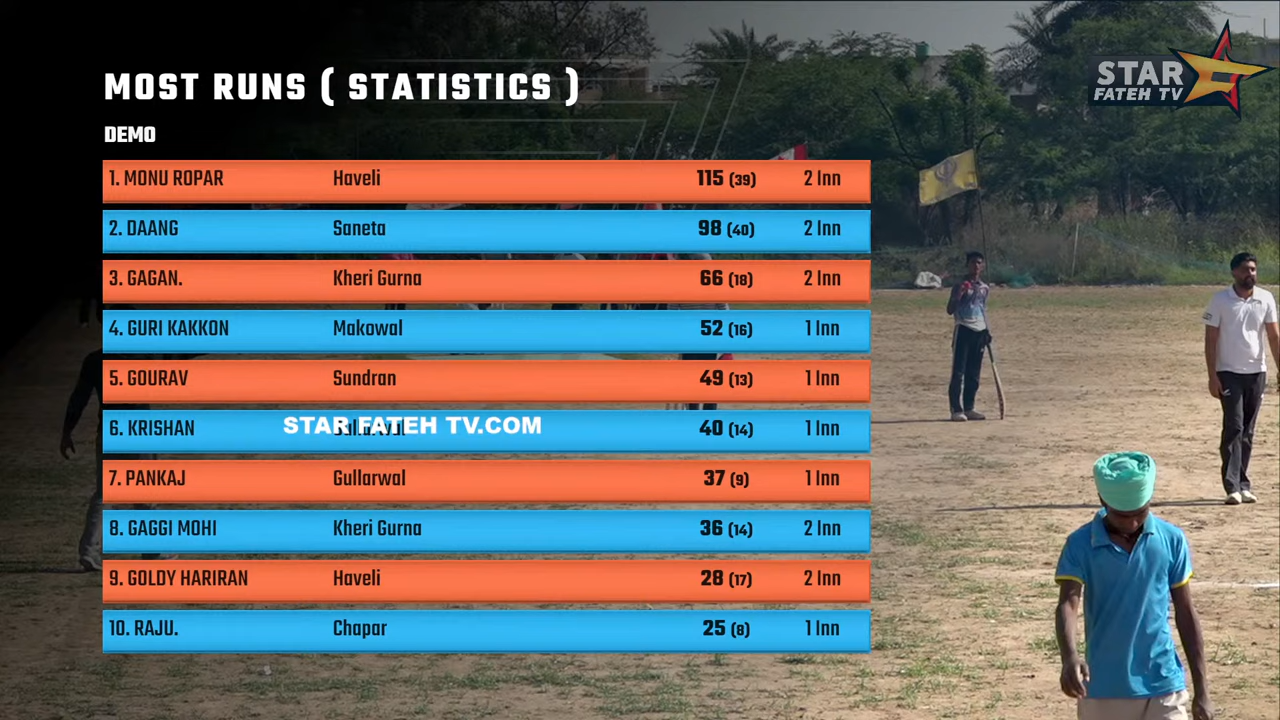 MOST RUNS ( STATISTICS )
STAR
FATEH TV
DEMO
1. MONU ROPAR Haveli 115 (39) 2 Inn
2. DAANG Saneta 98 (40) 2 Inn
3. GAGAN. Kheri Gurna 66 (18) 2 Inn
4. GURI KAKKON Makowal 52 (16) 1 Inn
5. GOURAV Sundran 49 (13) 1 Inn
6. KRISHAN 40 (14) 1 Inn
STAR FATEH TV.COM
7. PANKAJ Gullarwal 37 (9) 1 Inn
8. GAGGI MOHI Kheri Gurna 36 (14) 2 Inn
9. GOLDY HARIRAN Haveli 28 (17) 2 Inn
10. RAJU. Chapar 25 (8) 1 Inn